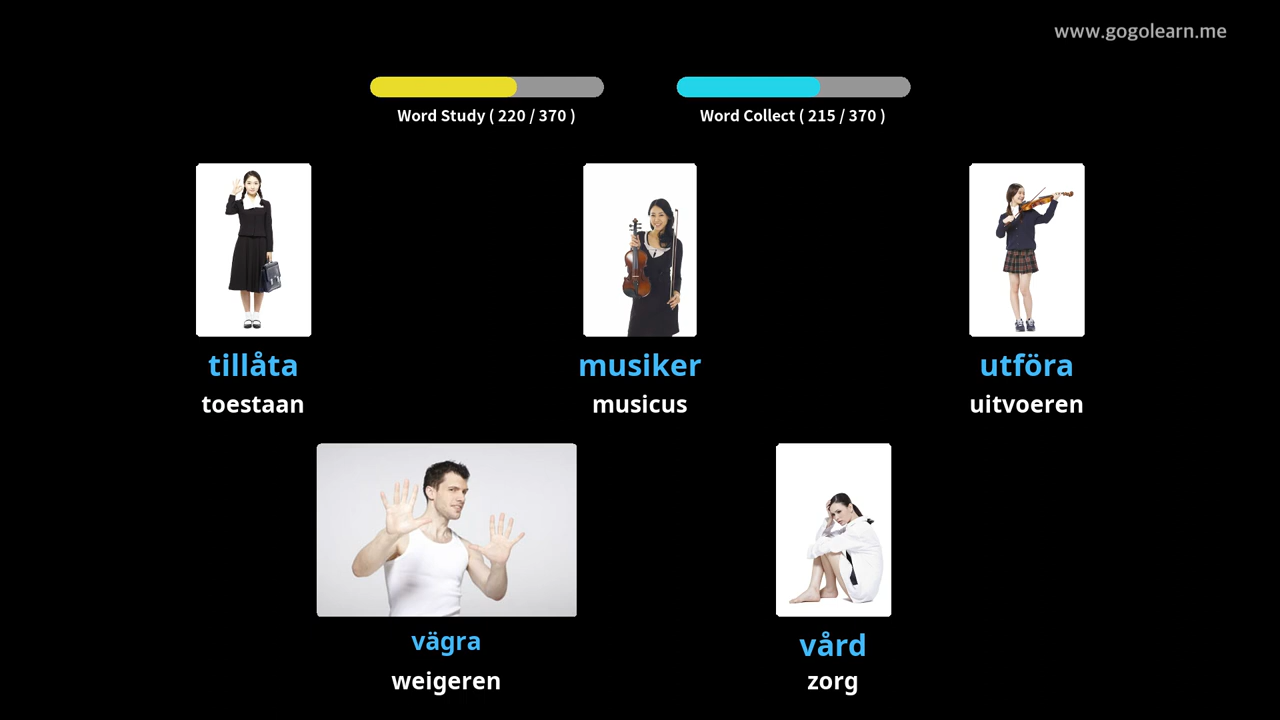 www.gogolearn.me
Word Study ( 220 / 370 )
Word Collect ( 215 / 370 )
tillåta
toestaan
musiker
musicus
utföra
uitvoeren
vägra
weigeren
vård
zorg